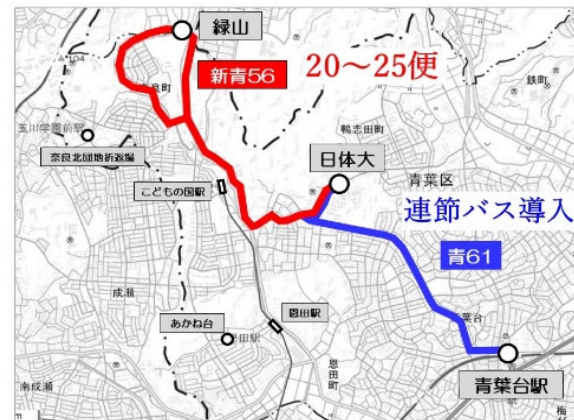 緑山
新青56
20～25便
鉄町
玉川学園前駅
奈良北団地折返場
鴨志田町
日体大
青葉区
こどもの国駅
連節バス導入
青61
成瀬
恩田駅
あかね台
恩田町
青葉台駅
南成瀬